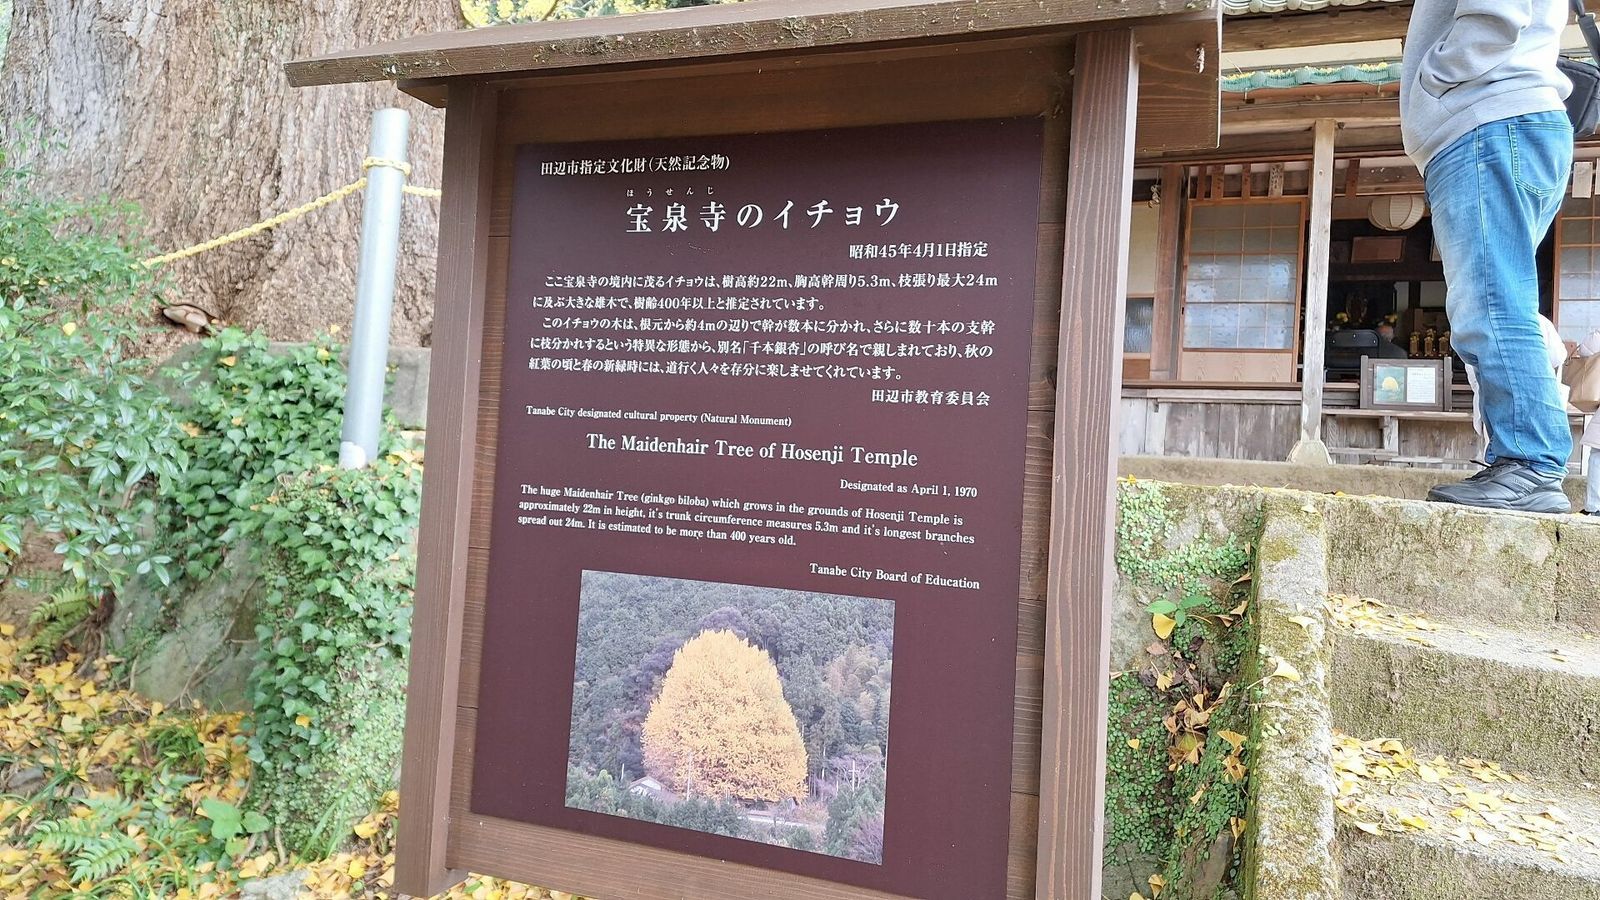 田辺市指定文化財(天然記念物)
ほうせんじ
宝泉寺のイチョウ
昭和45年4月1日指定
ここ宝泉寺の境内に茂るイチョウは、樹高約22m、胸高幹周り5.3m、枝張り最大24m
に及ぶ大きな雄木で、樹齢400年以上と推定されています。
このイチョウの木は、根元から約4mの辺りで幹が数本に分かれ、さらに数十本の支幹
に枝分かれするという特異な形態から、別名「千本銀杏」の呼び名で親しまれており、秋の
紅葉の頃と春の新緑時には、道行く人々を存分に楽しませてくれています。
田辺市教育委員会
Tanabe City designated cultural property (Natural Monument)
The Maidenhair Tree of Hosenji Temple
Designated as April 1, 1970
The huge Maidenhair Tree (ginkgo biloba) which grows in the grounds of Hosenji Temple is
approximately 22m in height, it's trunk circumference measures 5.3m and it's longest branches
spread out 24m. It is estimated to be more than 400 years old.
Tanabe City Board of Education